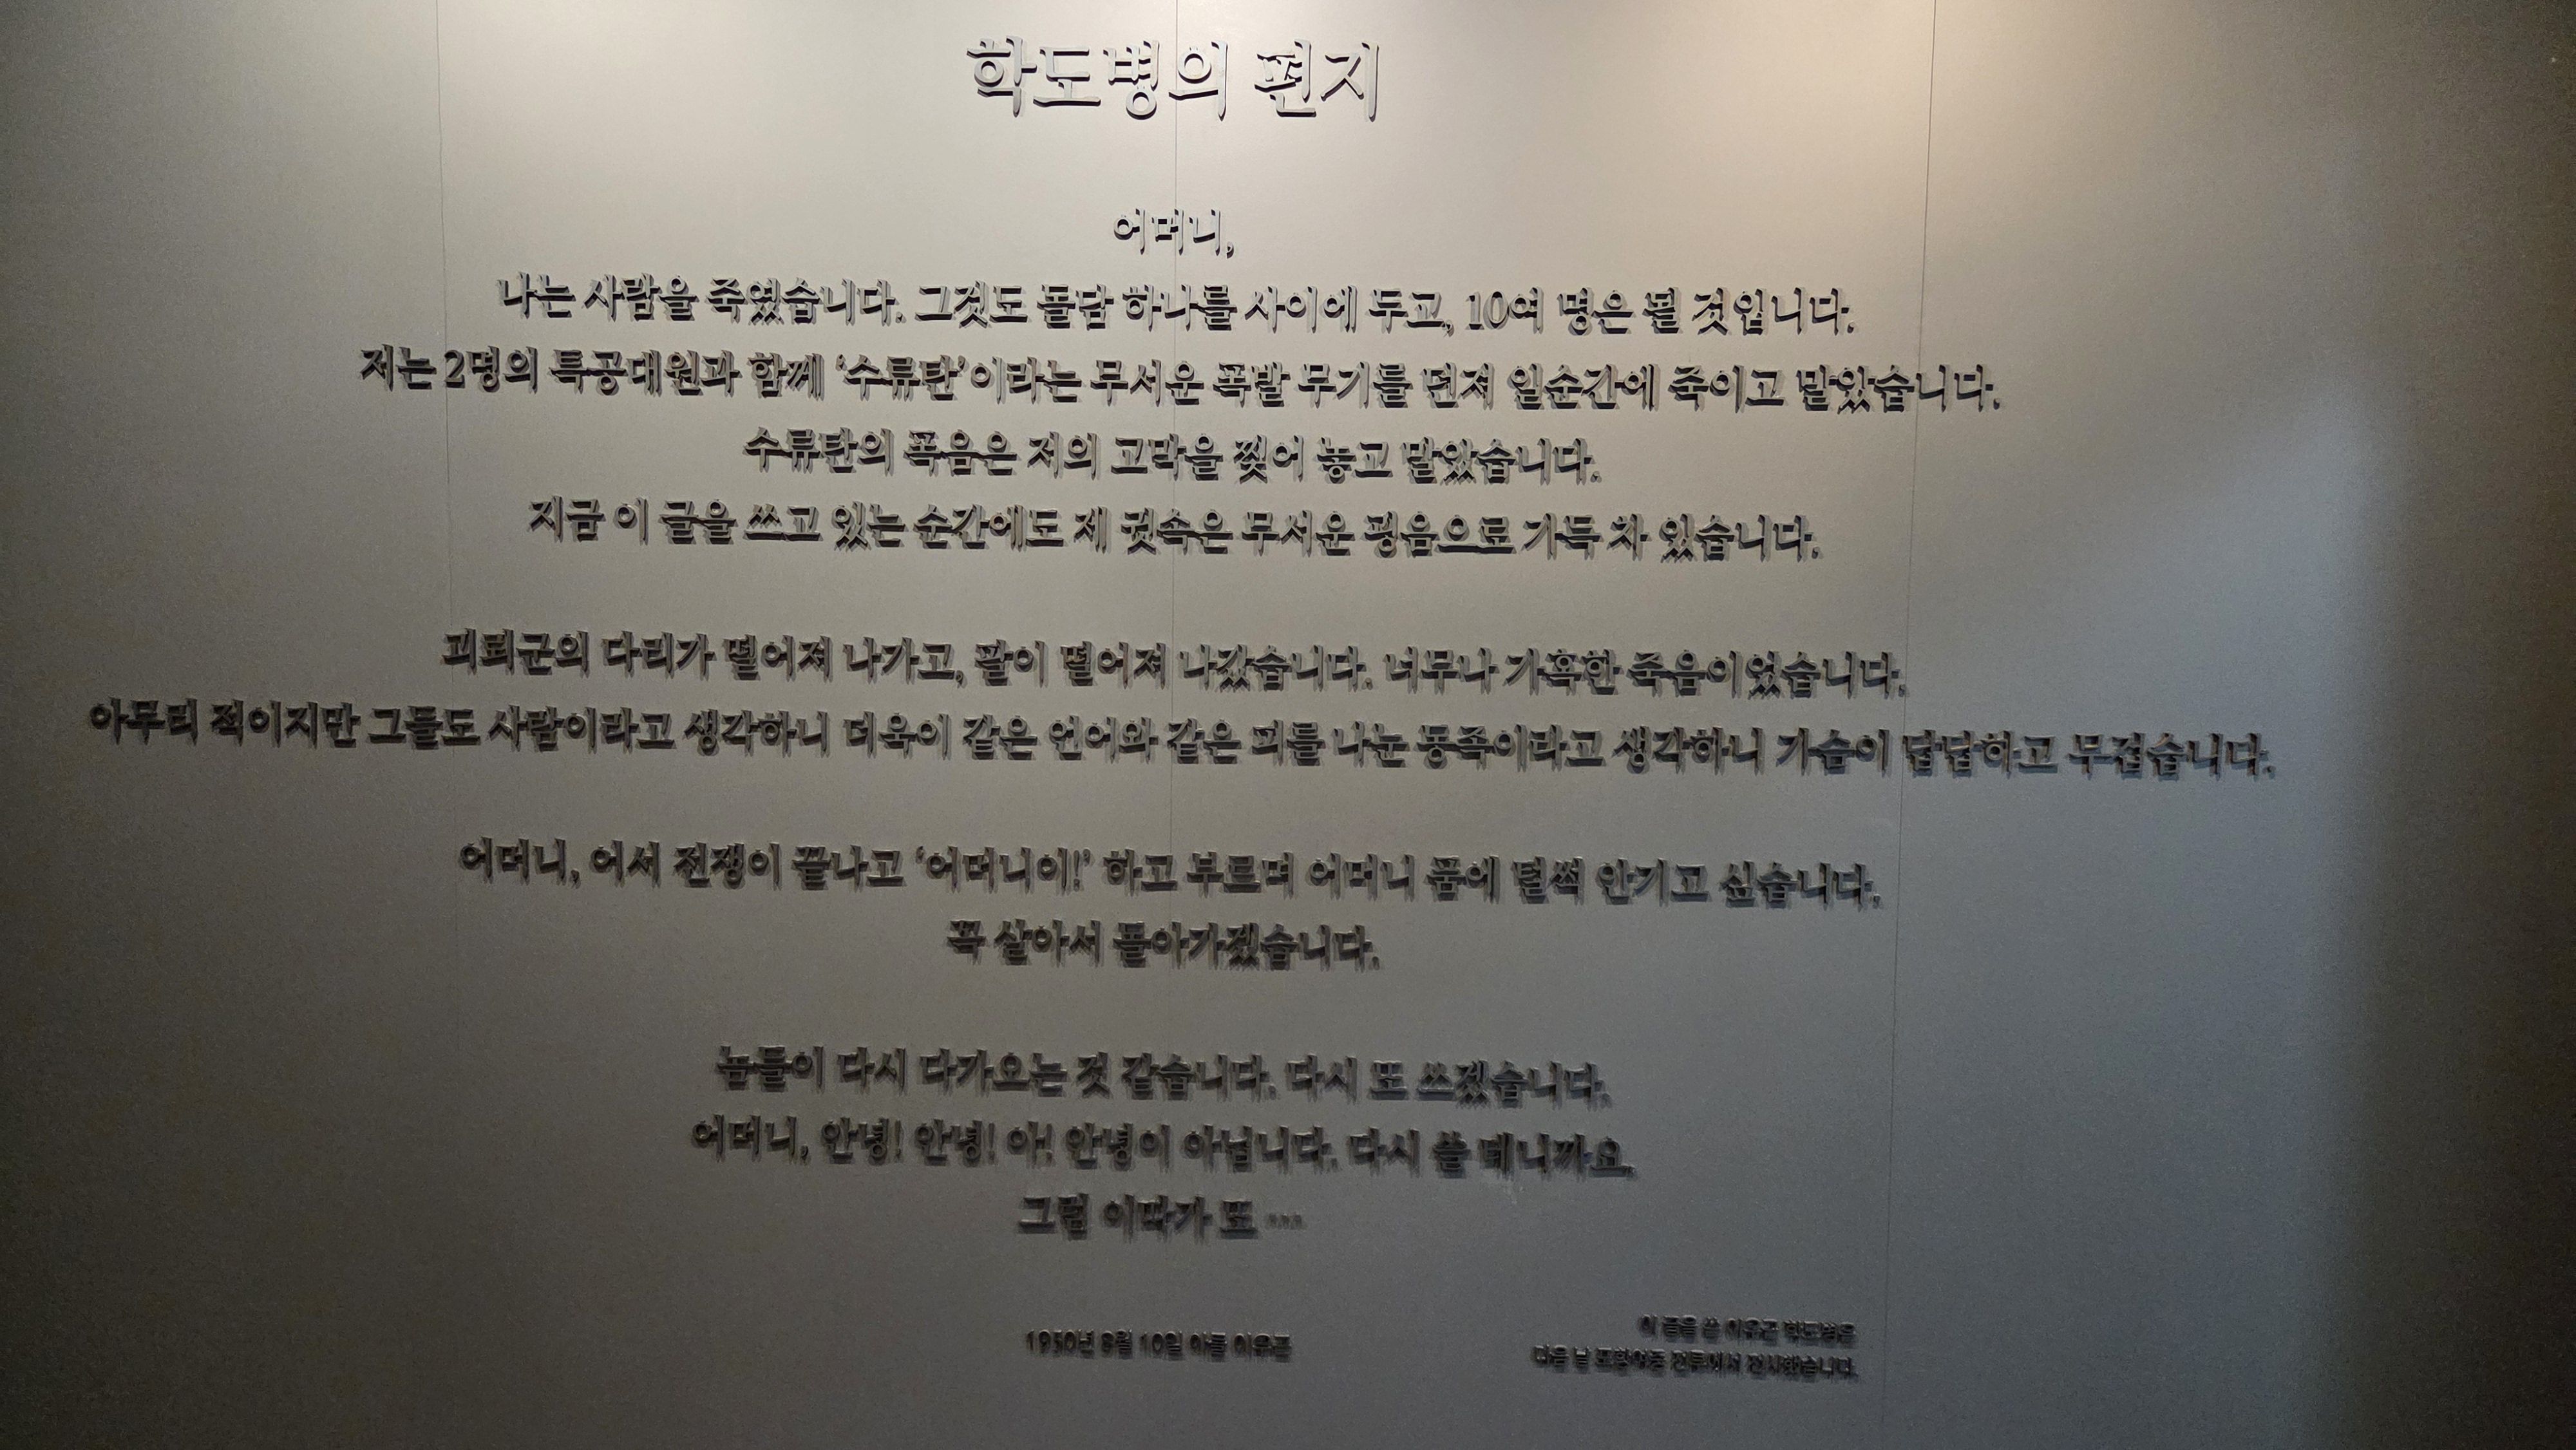 학도병의 편지
어머니,
나는 사람을 죽였습니다. 그것도 돌담 하나를 사이에 두고, 10여 명은 될 것입니다.
저는 2명의 특공대원과 함께 ‘수류탄’이라는 무서운 폭발 무기를 던져 일순간에 죽이고 말았습니다.
수류탄의 폭음은 저의 고막을 찢어 놓고 말았습니다.
지금 이 글을 쓰고 있는 순간에도 제 귓속은 무서운 굉음으로 가득 차 있습니다.
괴뢰군의 다리가 떨어져 나가고, 팔이 떨어져 나갔습니다. 너무나 가혹한 죽음이었습니다.
아무리 적이지만 그들도 사람이라고 생각하니 더욱이 같은 언어와 같은 피를 나눈 동족이라고 생각하니 가슴이 답답하고 무겁습니다.
어머니, 어서 전쟁이 끝나고 ‘어머니이!’ 하고 부르며 어머니 품에 덜썩 안기고 싶습니다.
꼭 살아서 돌아가겠습니다.
놈들이 다시 다가오는 것 같습니다. 다시 또 쓰겠습니다.
어머니, 안녕! 안녕! 아! 안녕이 아닙니다. 다시 쓸 테니까요.
그럼 이따가 또 …
1950년 8월 10일 아들 이우근
이 글을 쓴 이우근 학도병은
다음 날 포항여중 전투에서 전사했습니다.